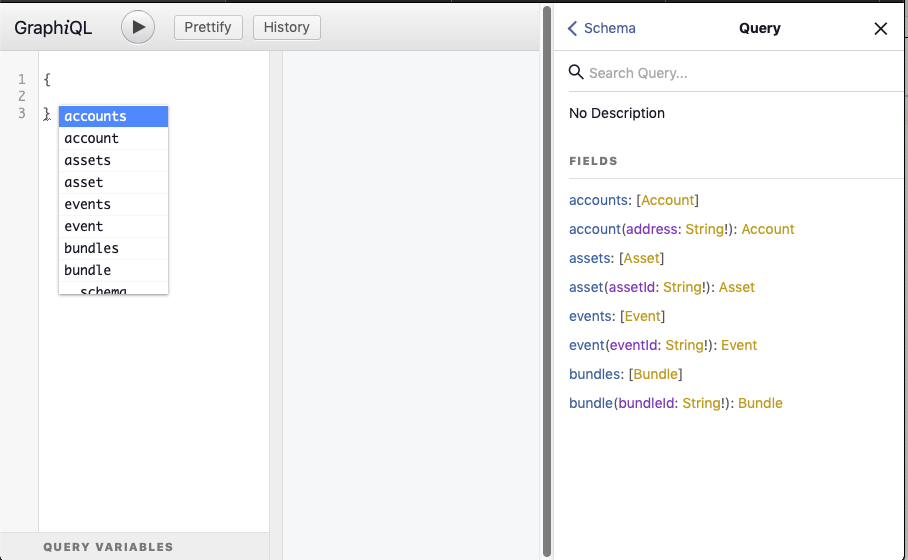 GraphiQL
Prettify
History
1 {
2
3 }
accounts
account
assets
asset
events
event
bundles
bundle
__schema
QUERY VARIABLES
Schema
Query
Search Query...
No Description
FIELDS
accounts: [Account]
account(address: String!): Account
assets: [Asset]
asset(assetId: String!): Asset
events: [Event]
event(eventId: String!): Event
bundles: [Bundle]
bundle(bundleId: String!): Bundle